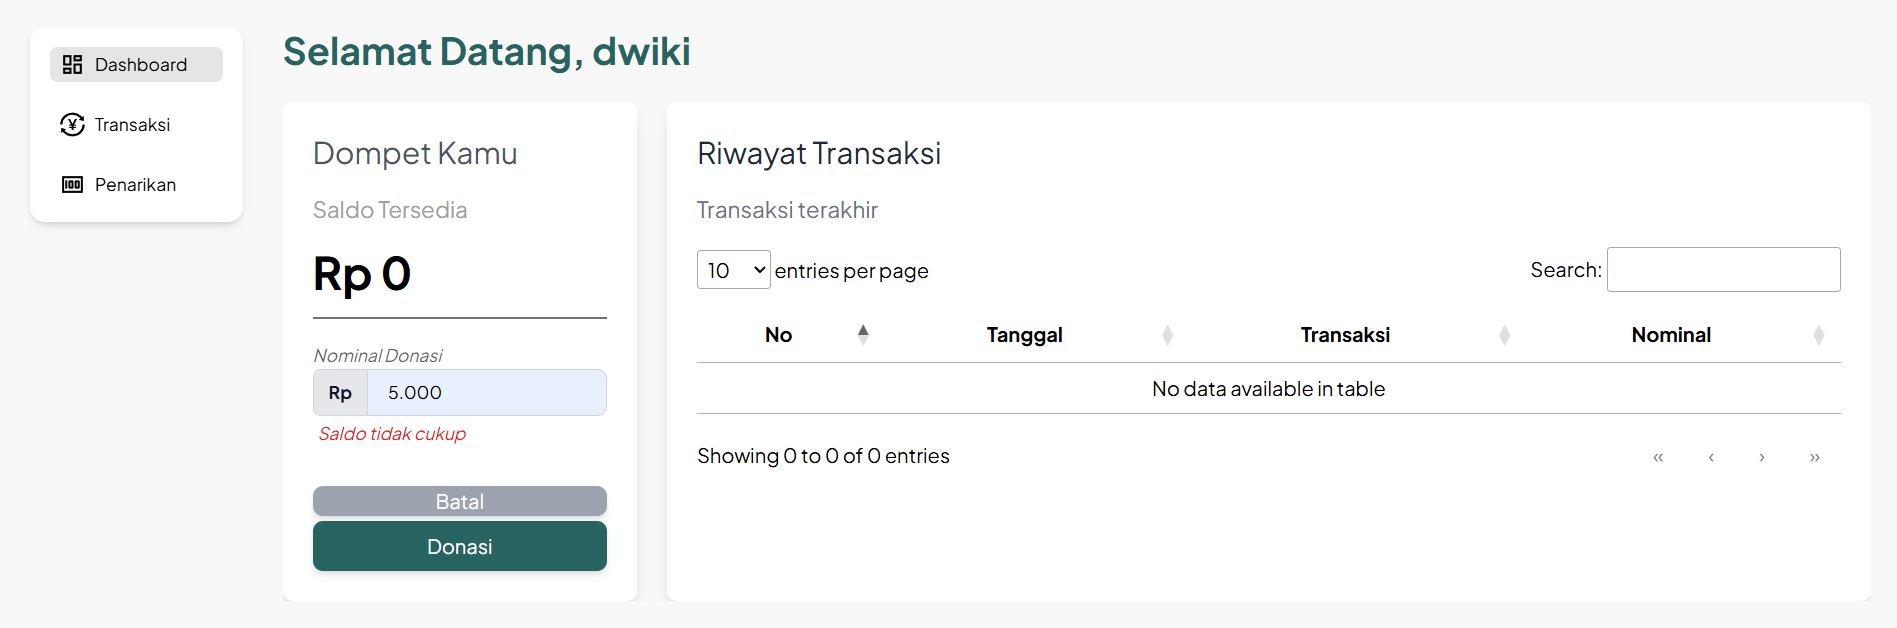 Dashboard
Transaksi
Penarikan
Selamat Datang, dwiki
Dompet Kamu
Saldo Tersedia
Rp 0
Nominal Donasi
Rp 5.000
Saldo tidak cukup
Batal
Donasi
Riwayat Transaksi
Transaksi terakhir
10 entries per page Search:
No Tanggal Transaksi Nominal
No data available in table
Showing 0 to 0 of 0 entries « ‹ › »